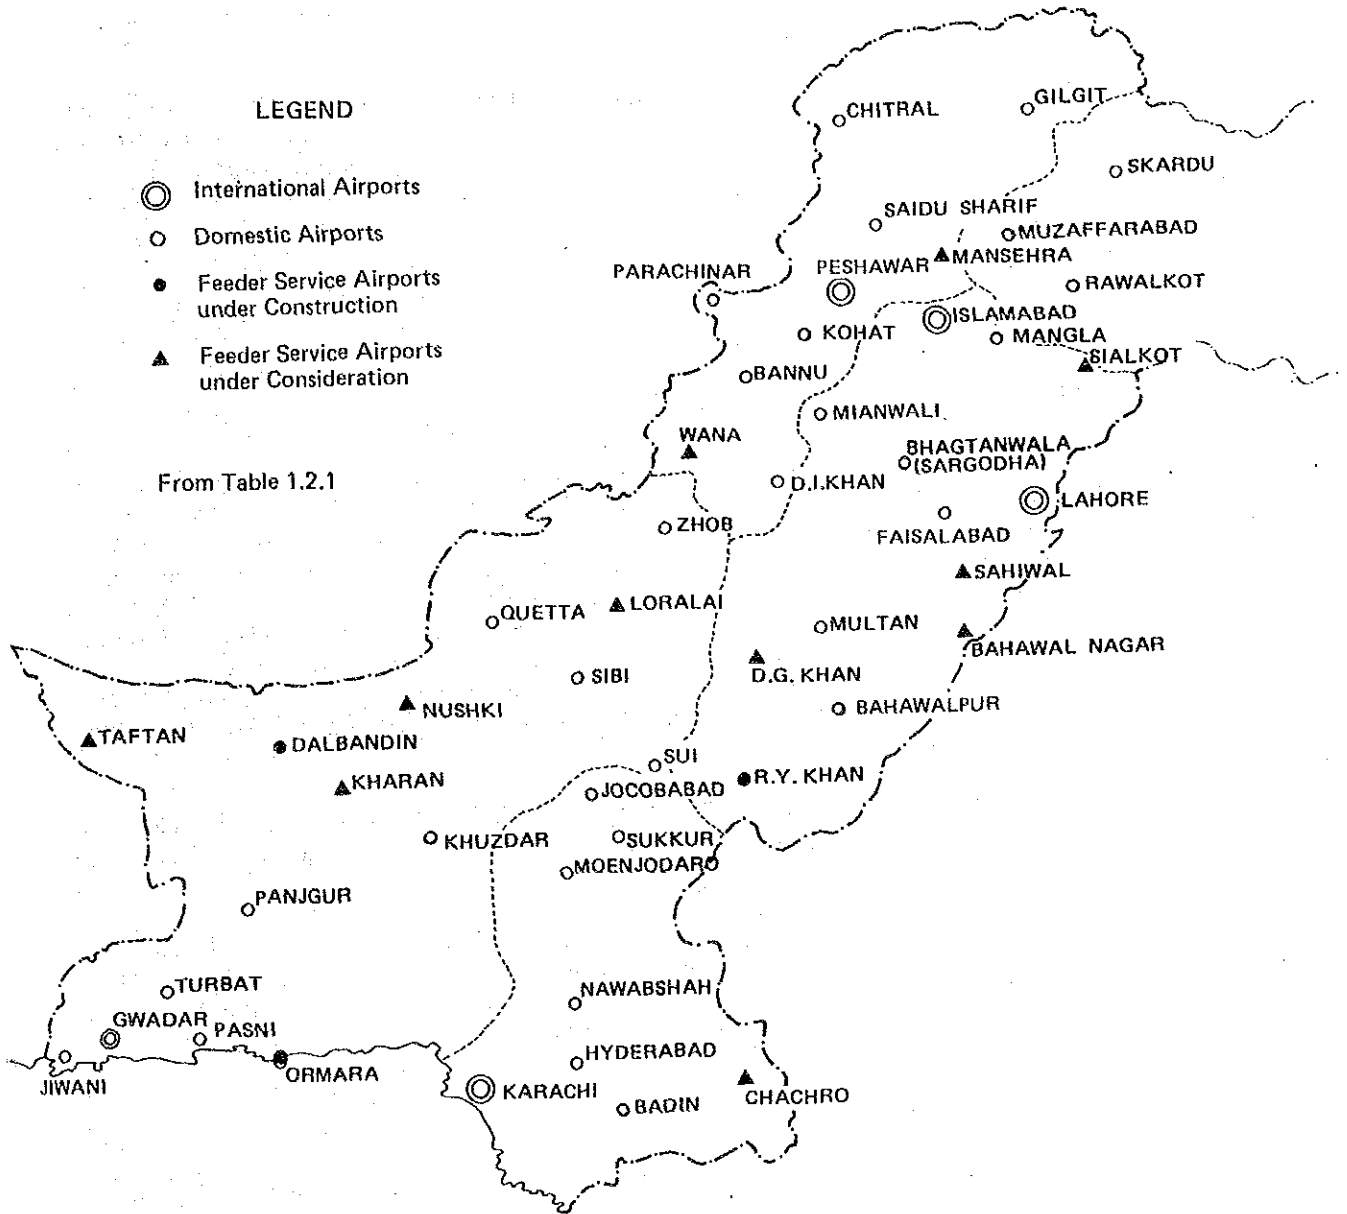 LEGEND
International Airports
Domestic Airports
Feeder Service Airports
under Construction
Feeder Service Airports
under Consideration
From Table 1.2.1
CHITRAL
GILGIT
SKARDU
SAIDU SHARIF
MUZAFFARABAD
MANSEHRA
PESHAWAR
PARACHINAR
RAWALKOT
ISLAMABAD
KOHAT
MANGLA
SIALKOT
BANNU
MIANWALI
WANA
BHAGTANWALA
(SARGODHA)
D.I.KHAN
LAHORE
ZHOB
FAISALABAD
SAHIWAL
LORALAI
QUETTA
MULTAN
BAHAWAL NAGAR
SIBI
D.G. KHAN
BAHAWALPUR
NUSHKI
TAFTAN
DALBANDIN
SUI
R.Y. KHAN
KHARAN
JOCOBABAD
KHUZDAR
SUKKUR
MOENJODARO
PANJGUR
TURBAT
NAWABSHAH
GWADAR
PASNI
HYDERABAD
JIWANI
ORMARA
KARACHI
CHACHRO
BADIN